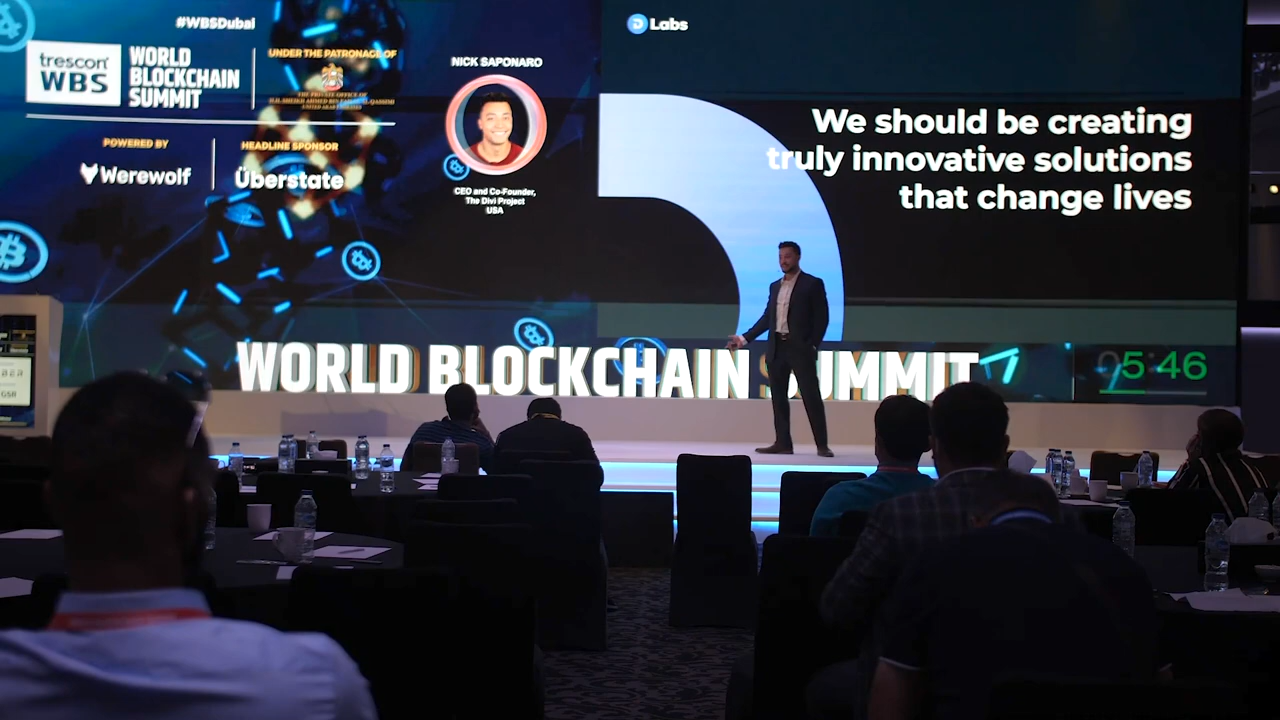 #WBSDubai
trescon
WBS
WORLD
BLOCKCHAIN
SUMMIT
UNDER THE PATRONAGE OF
POWERED BY
Werewolf
HEADLINE SPONSOR
Überstate
NICK SAPONARO
CEO and Co-Founder,
The Divi Project
USA
Labs
We should be creating
truly innovative solutions
that change lives
WORLD BLOCKCHAIN SUMMIT
05:46
GSB